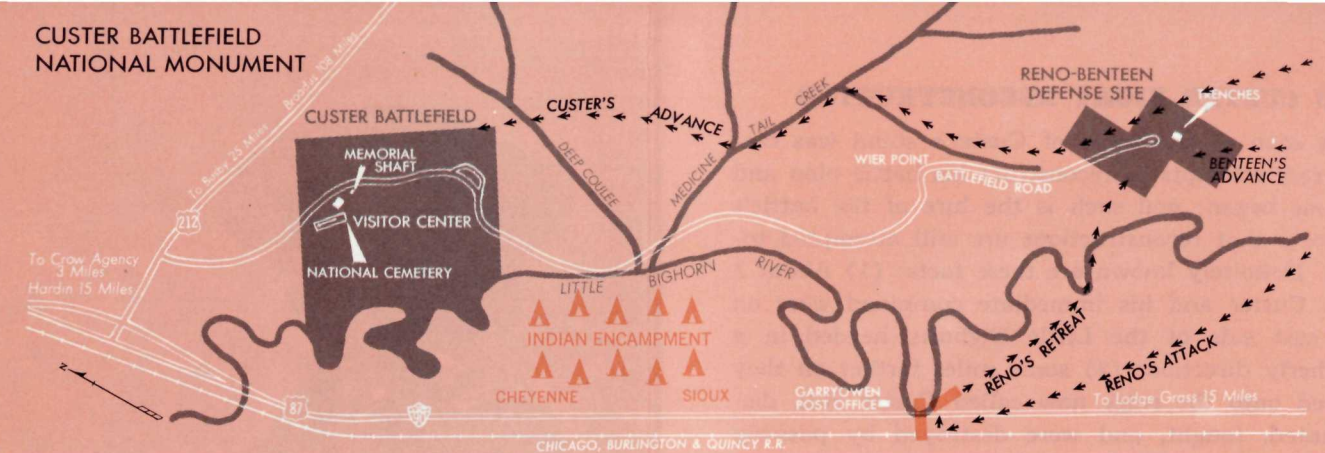 CUSTER BATTLEFIELD
NATIONAL MONUMENT
Broadus 108 Miles
To Busby 25 Miles
212
To Crow Agency
3 Miles
Hardin 15 Miles
CUSTER BATTLEFIELD
MEMORIAL
SHAFT
VISITOR CENTER
NATIONAL CEMETERY
CUSTER'S
ADVANCE
DEEP COULEE
MEDICINE
TAIL
CREEK
RENO-BENTEEN
DEFENSE SITE
TRENCHES
WIER POINT
BATTLEFIELD ROAD
BENTEEN'S
ADVANCE
LITTLE
BIGHORN
RIVER
INDIAN ENCAMPMENT
CHEYENNE
SIOUX
GARRYOWEN
POST OFFICE
RENO'S RETREAT
RENO'S ATTACK
To Lodge Grass 15 Miles
N
87
CHICAGO, BURLINGTON & QUINCY R.R.